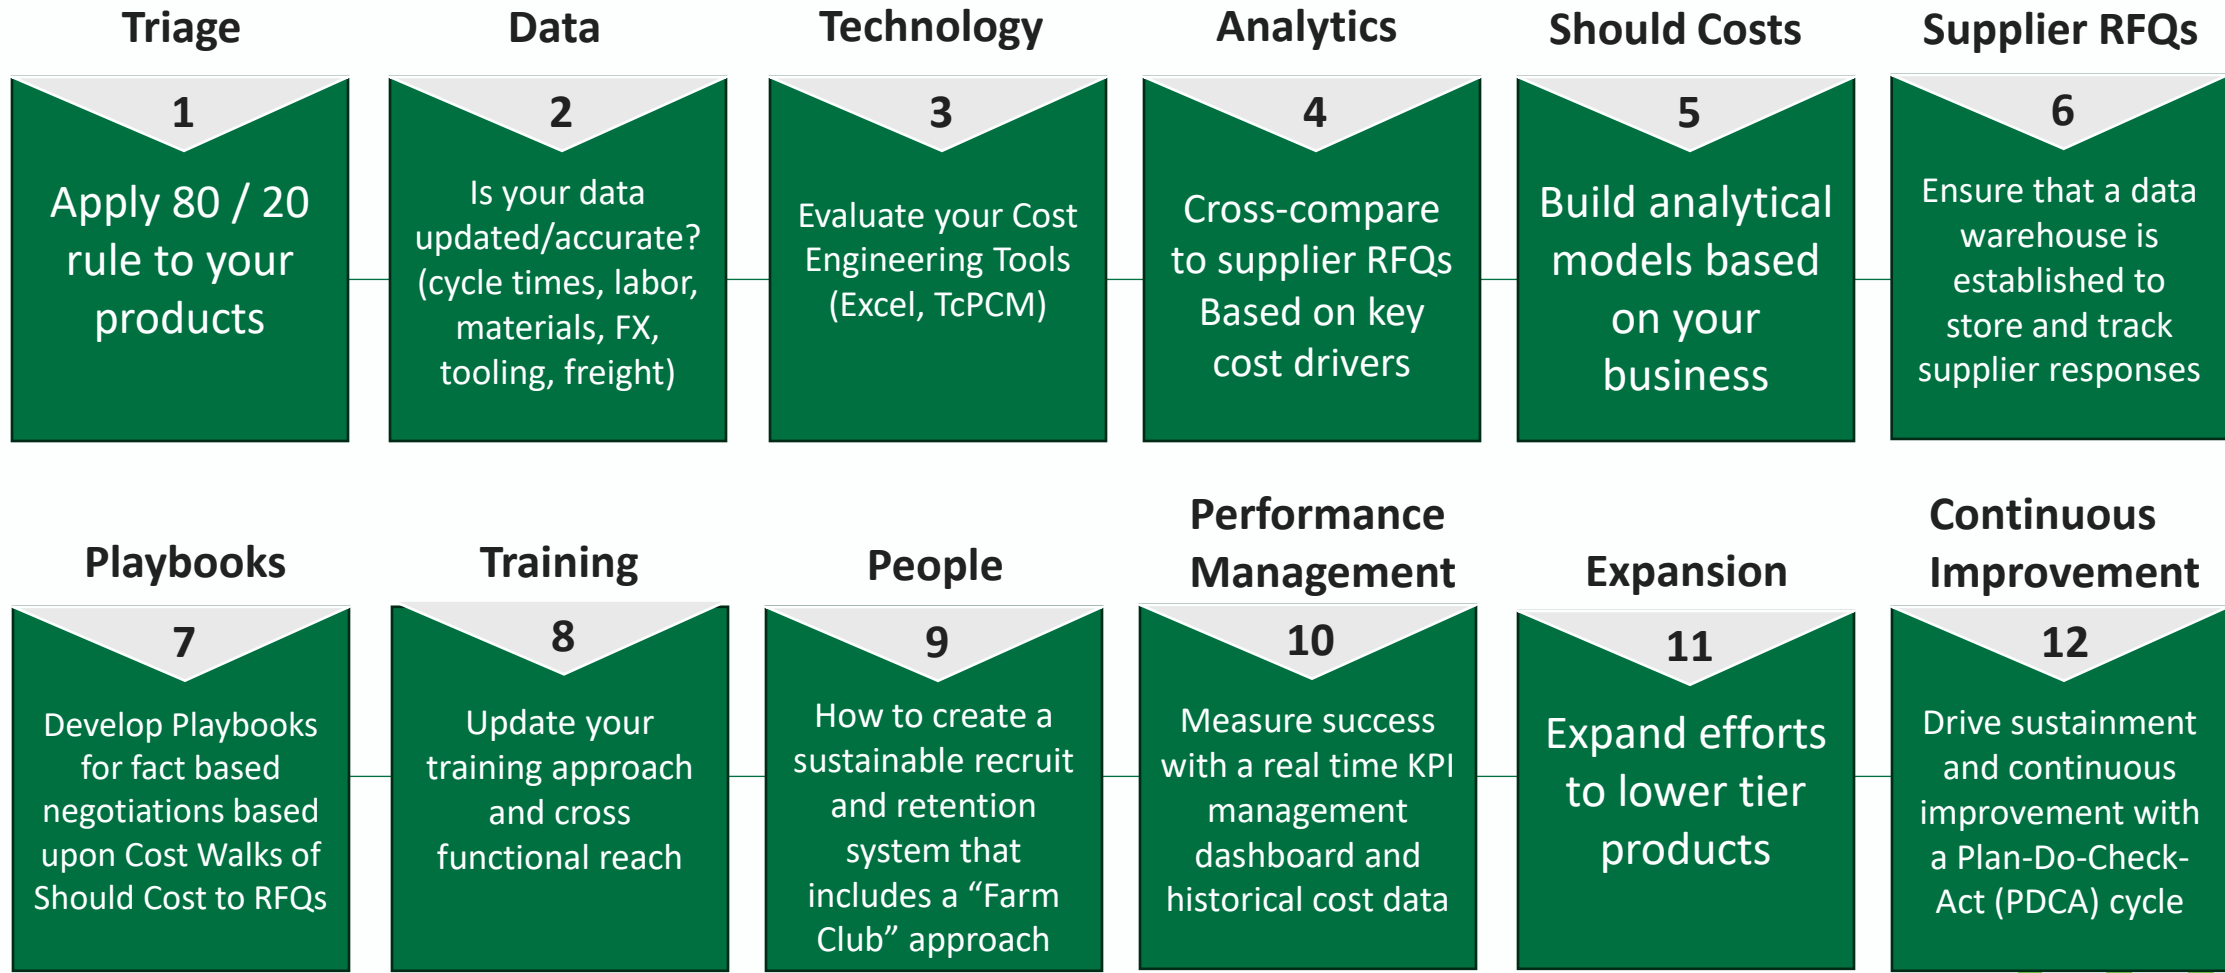 Triage
1
Apply 80 / 20
rule to your
products
Data
2
Is your data
updated/accurate?
(cycle times, labor,
materials, FX,
tooling, freight)
Technology
3
Evaluate your Cost
Engineering Tools
(Excel, TcPCM)
Analytics
4
Cross-compare
to supplier RFQs
Based on key
cost drivers
Should Costs
5
Build analytical
models based
on your
business
Supplier RFQs
6
Ensure that a data
warehouse is
established to
store and track
supplier responses
Playbooks
7
Develop Playbooks
for fact based
negotiations based
upon Cost Walks of
Should Cost to RFQs
Training
8
Update your
training approach
and cross
functional reach
People
9
How to create a
sustainable recruit
and retention
system that
includes a “Farm
Club” approach
Performance
Management
10
Measure success
with a real time KPI
management
dashboard and
historical cost data
Expansion
11
Expand efforts
to lower tier
products
Continuous
Improvement
12
Drive sustainment
and continuous
improvement with
a Plan-Do-Check-
Act (PDCA) cycle